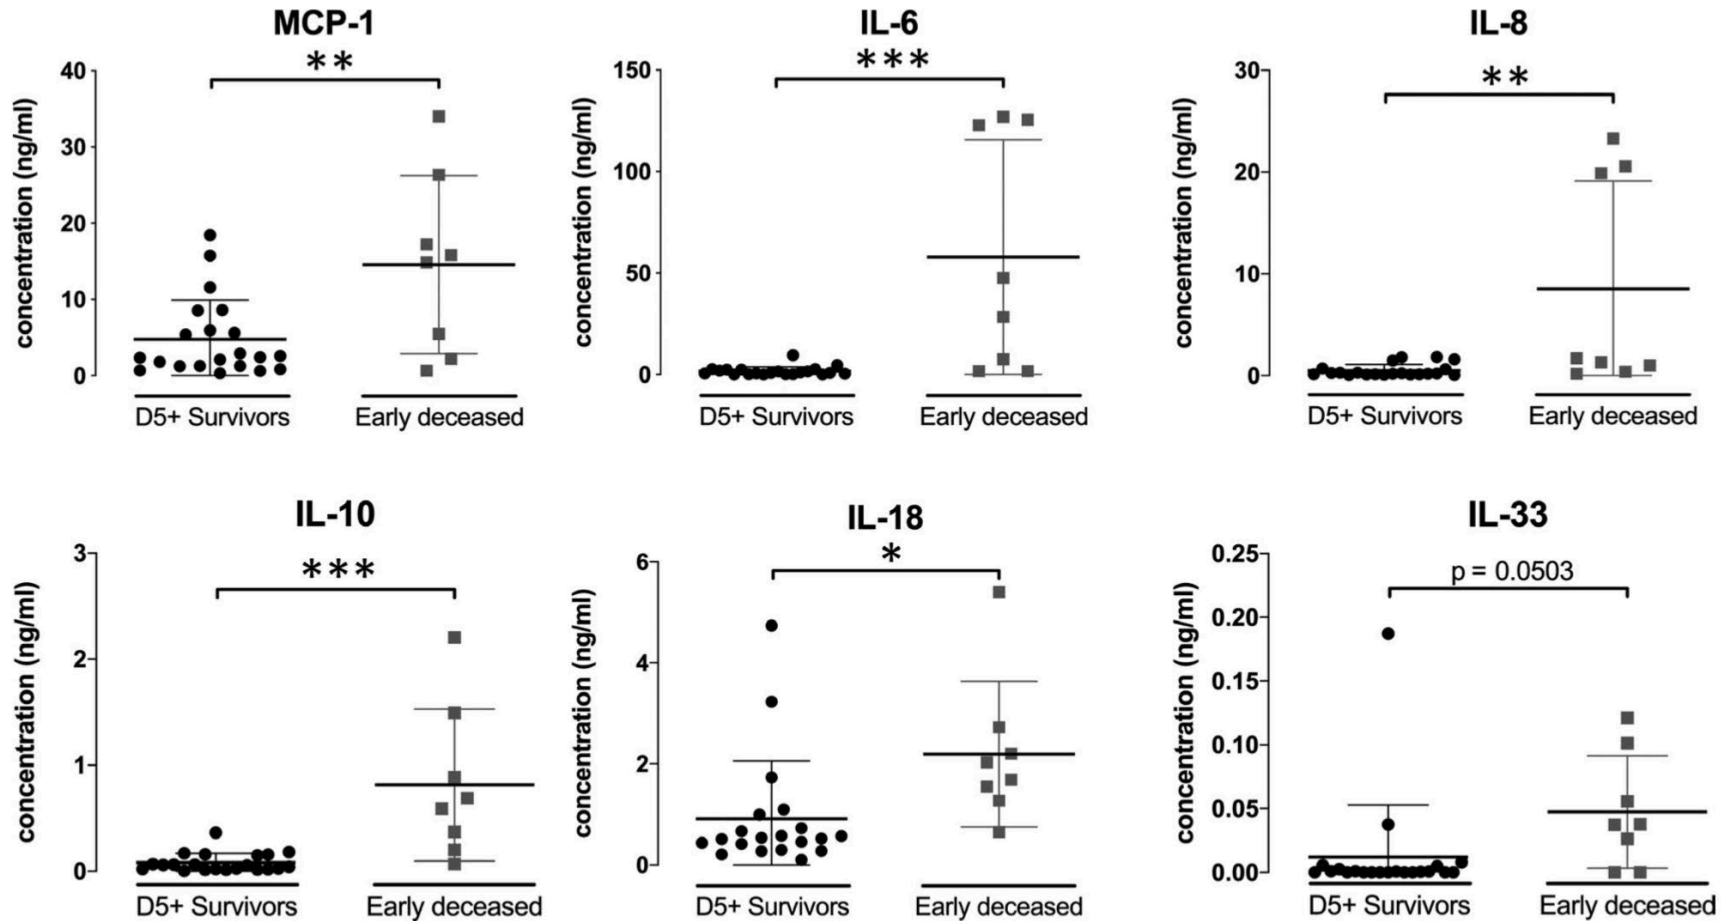 MCP-1
**
concentration (ng/ml)
40
30
20
10
0
D5+ Survivors
Early deceased
IL-6
***
concentration (ng/ml)
150
100
50
0
D5+ Survivors
Early deceased
IL-8
**
concentration (ng/ml)
30
20
10
0
D5+ Survivors
Early deceased
IL-10
***
concentration (ng/ml)
3
2
1
0
D5+ Survivors
Early deceased
IL-18
*
concentration (ng/ml)
6
4
2
0
D5+ Survivors
Early deceased
IL-33
p = 0.0503
concentration (ng/ml)
0.25
0.20
0.15
0.10
0.05
0.00
D5+ Survivors
Early deceased